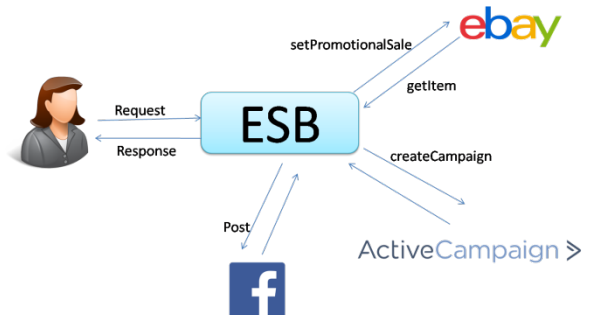 ebay
setPromotionalSale
getItem
Request
ESB
Response
createCampaign
Post
ActiveCampaign
f